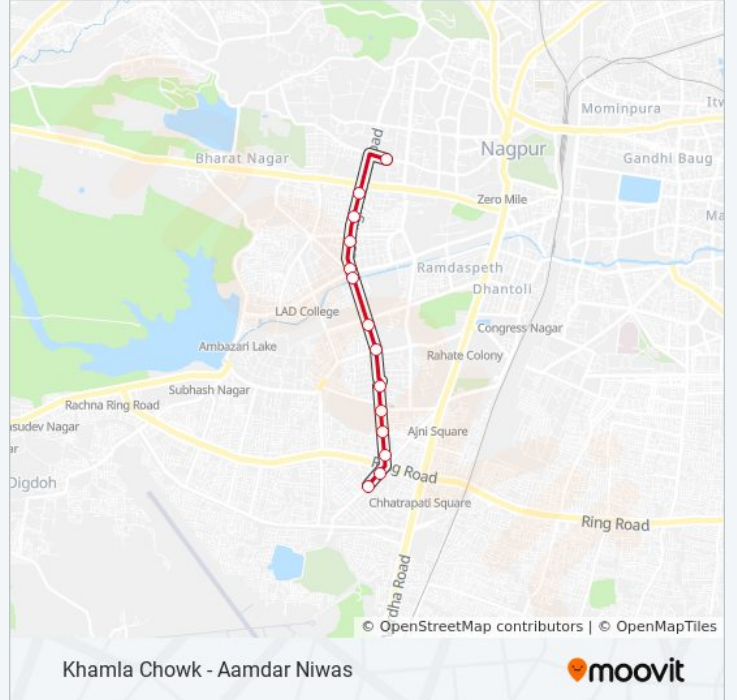 Mominpura
Itw
oad
Nagpur
Bharat Nagar
Gandhi Baug
Zero Mile
Ma
Ramdaspeth
Dhantoli
LAD College
Congress Nagar
Ambazari Lake
Rahate Colony
Subhash Nagar
Rachna Ring Road
asudev Nagar
Ajni Square
ar
Ring Road
Digdoh
Chhatrapati Square
Ring Road
dha Road
© OpenStreetMap contributors | © OpenMapTiles
Khamla Chowk - Aamdar Niwas
moovit